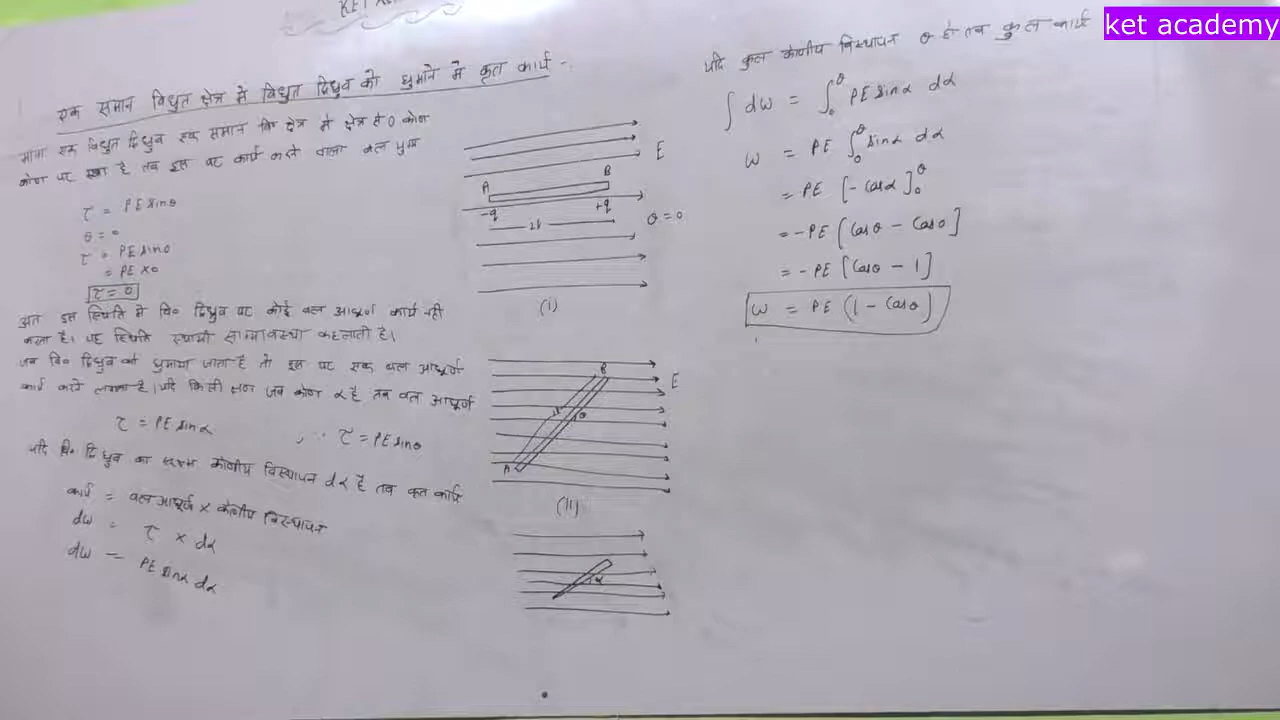 ket academy
एक समान विधुत क्षेत्र में विधुत द्विध्रुव को घुमाने में कृत कार्य -
माना एक विधुत द्विध्रुव एक समान वि० क्षेत्र में क्षेत्र से 0 कोण
कोण पर रखा है तब इस पर कार्य करने वाला बल युग्म
τ = PE sinθ
θ = 0
τ = PE sin0
= PE x 0
τ = 0
अतः इस स्थिति में वि० द्विध्रुव पर कोई बल आघूर्ण कार्य नही
करता है। यह स्थिति स्थायी साम्यावस्था कहलाती है।
जब वि० द्विध्रुव को घुमाया जाता है तो इस पर एक बल आघूर्ण
कार्य करने लगता है। यदि किसी क्षण जब कोण α है तब बल आघूर्ण
τ = PE sinα , ∵ τ = PE sinθ
यदि वि० द्विध्रुव का सूक्ष्म कोणीय विस्थापन dα है तब कृत कार्य
कार्य = बल आघूर्ण x कोणीय विस्थापन
dw = τ x dα
dw = PE sinα dα
E
A B
-q +q
2l
θ = 0
(I)
B
E
2l θ
A
(II)
α
यदि कुल कोणीय विस्थापन θ हो तब कुल कार्य
∫ dw = ∫₀^θ PE sinα dα
w = PE ∫₀^θ sinα dα
= PE [-cosα]₀^θ
= -PE [cosθ - cos0]
= -PE [cosθ - 1]
w = PE (1 - cosθ)